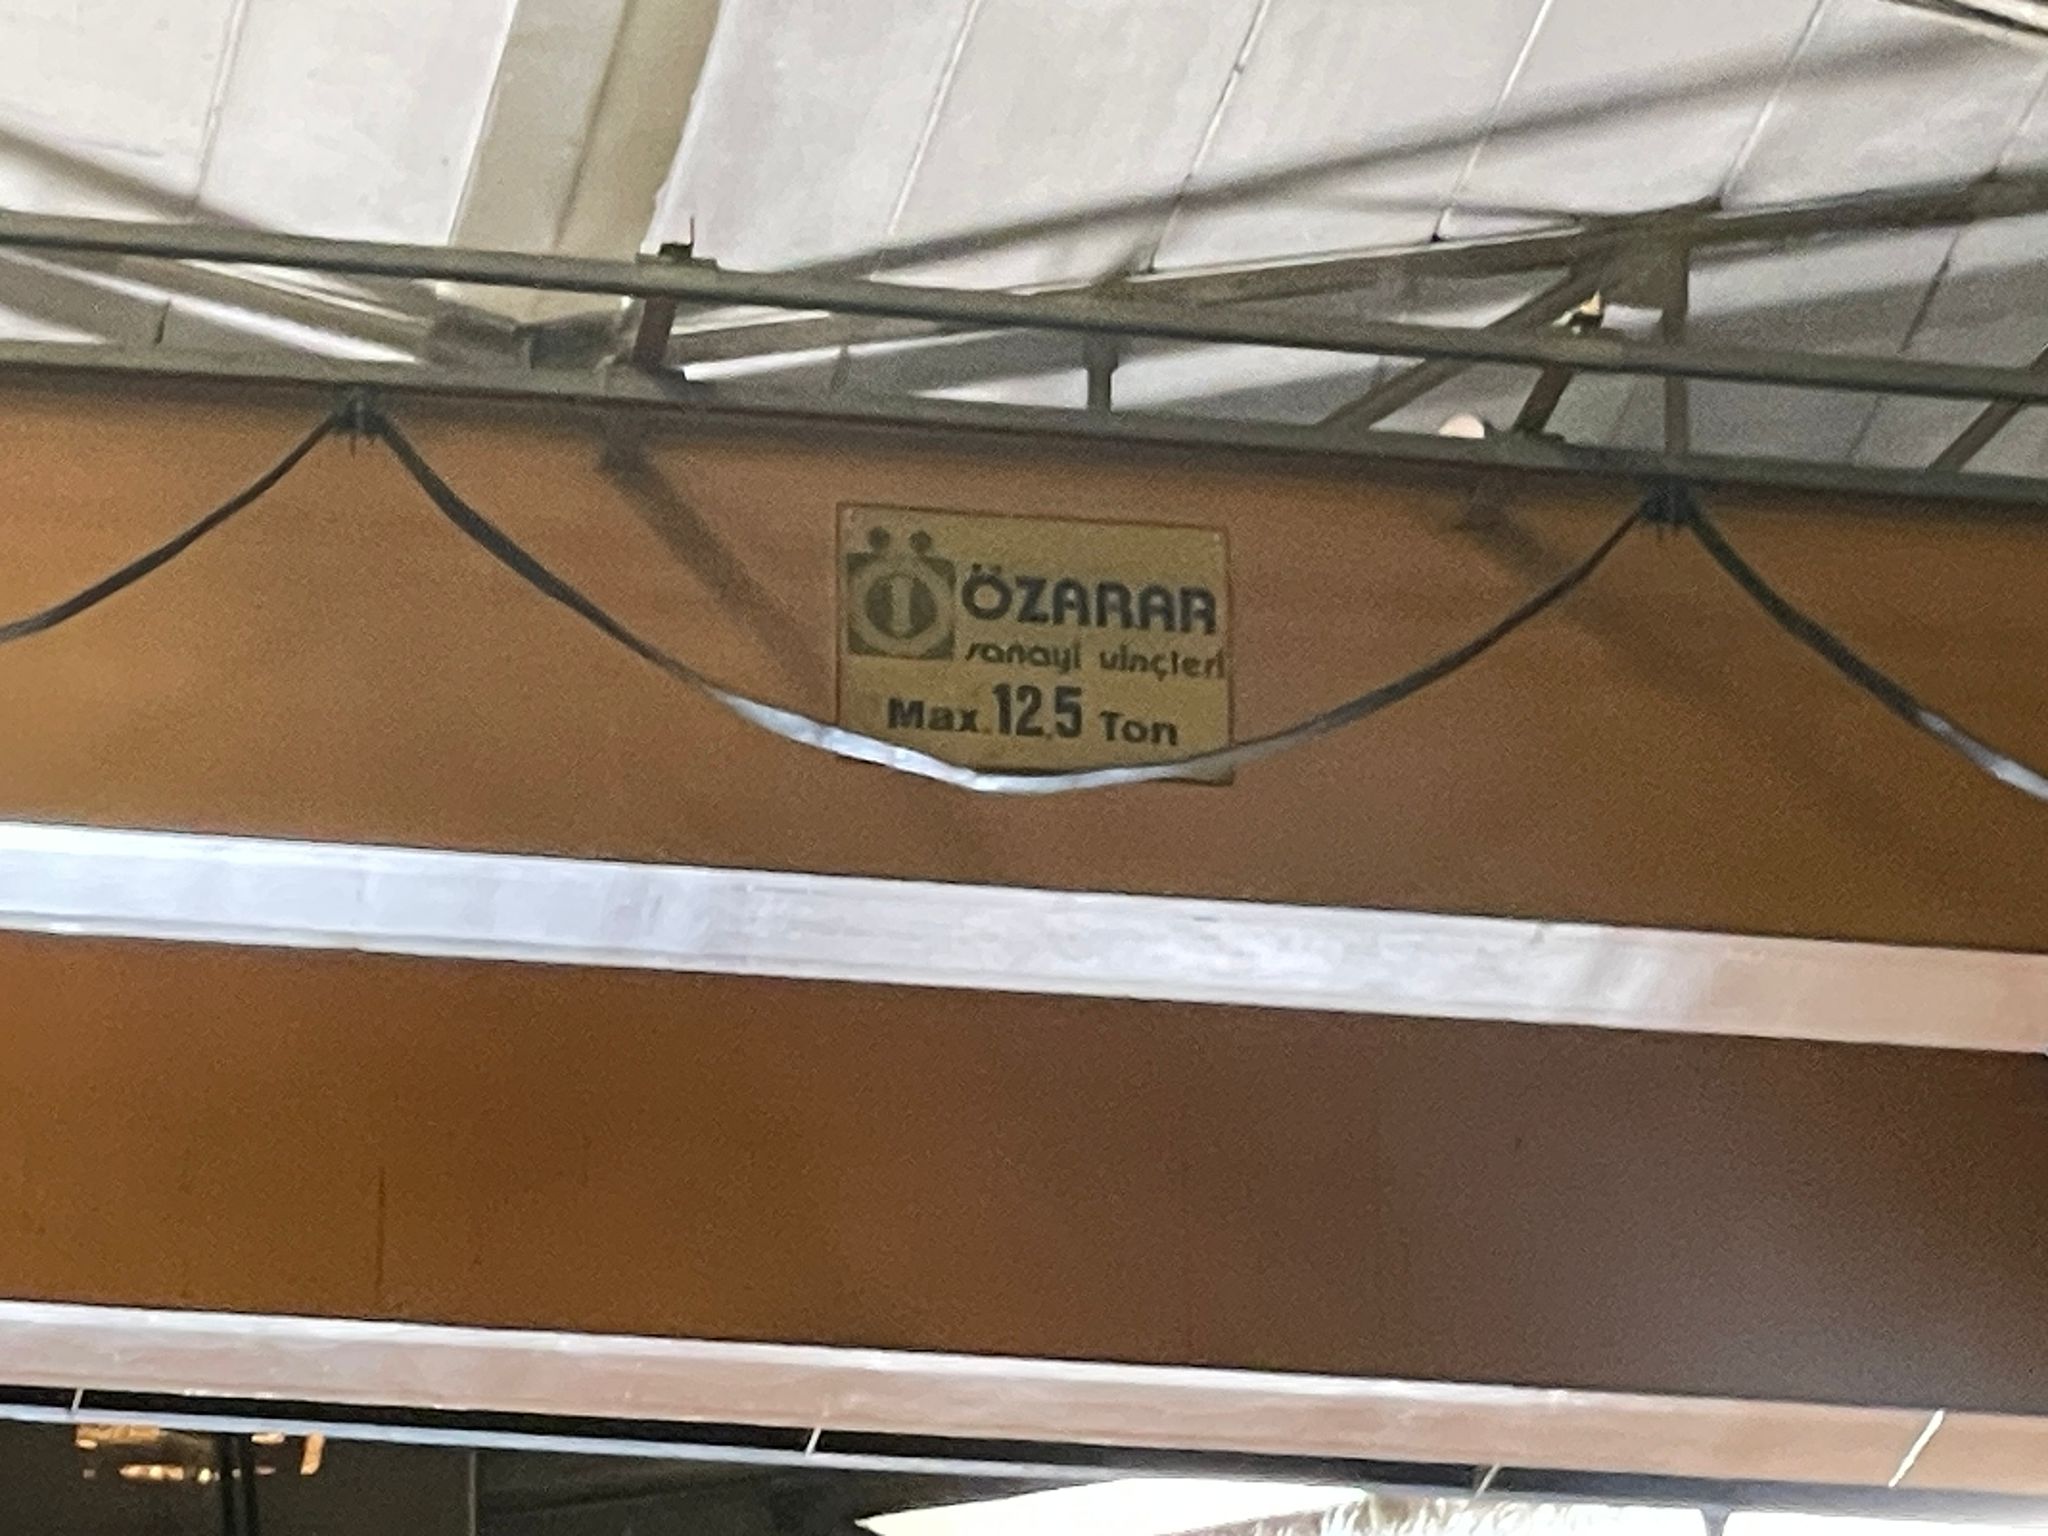 ÖZARAR
sanayi vinçleri
Max.12.5 Ton